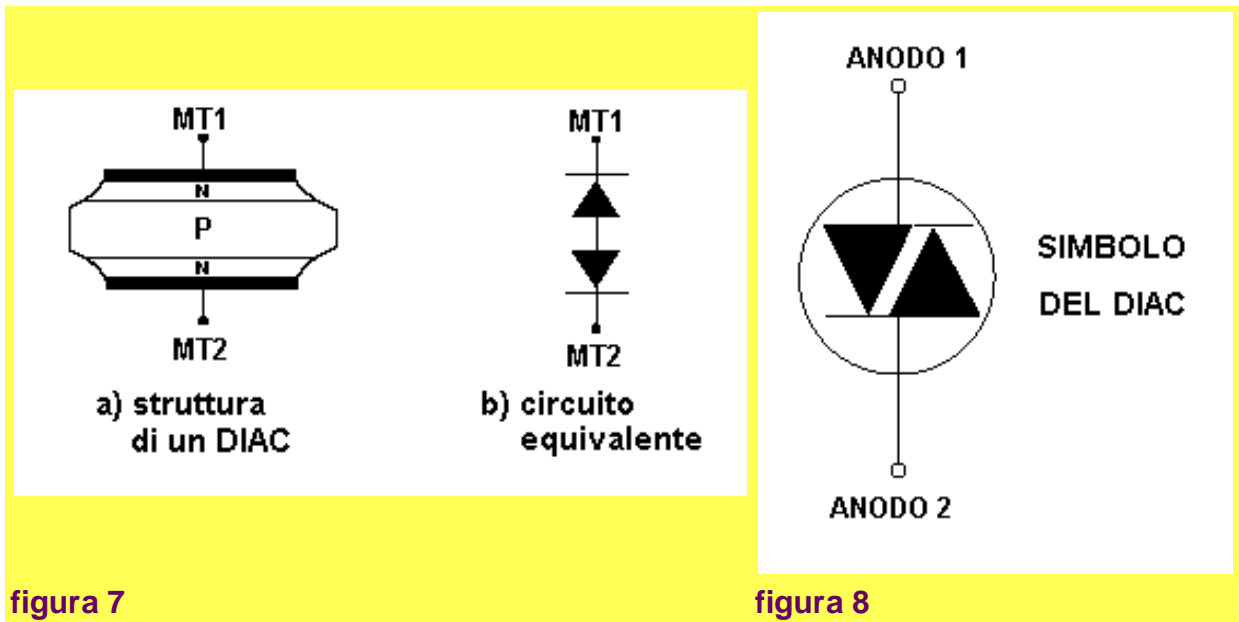 MT1
N
P
N
MT2
a) struttura
di un DIAC
MT1
MT2
b) circuito
equivalente
figura 7
ANODO 1
SIMBOLO
DEL DIAC
ANODO 2
figura 8